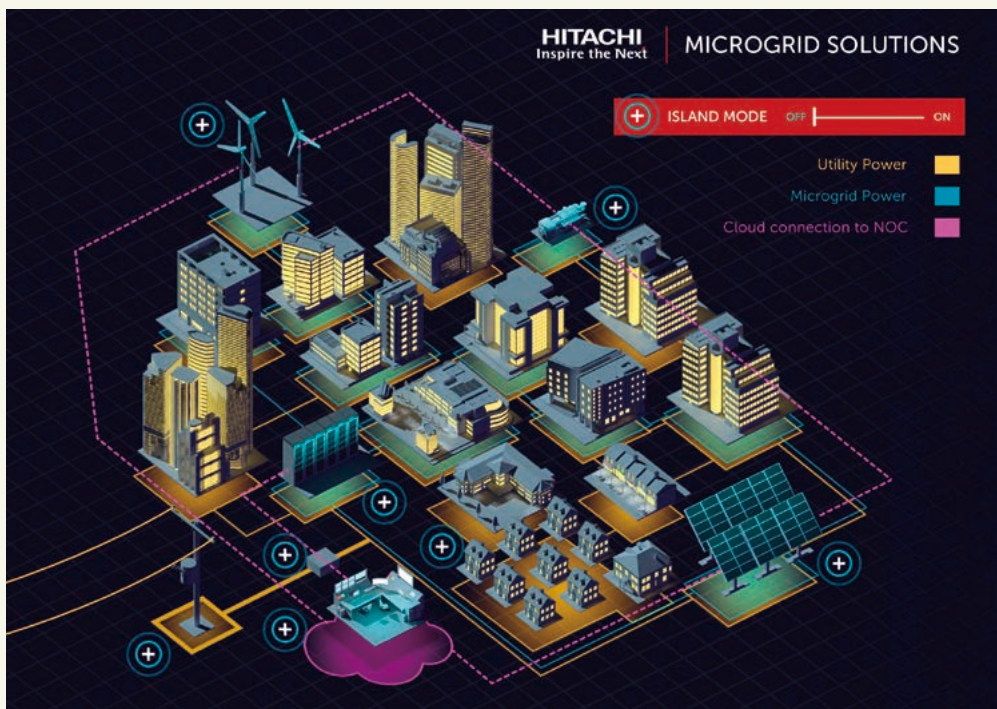 HITACHI
Inspire the Next
MICROGRID SOLUTIONS
ISLAND MODE OFF ON
Utility Power
Microgrid Power
Cloud connection to NOC